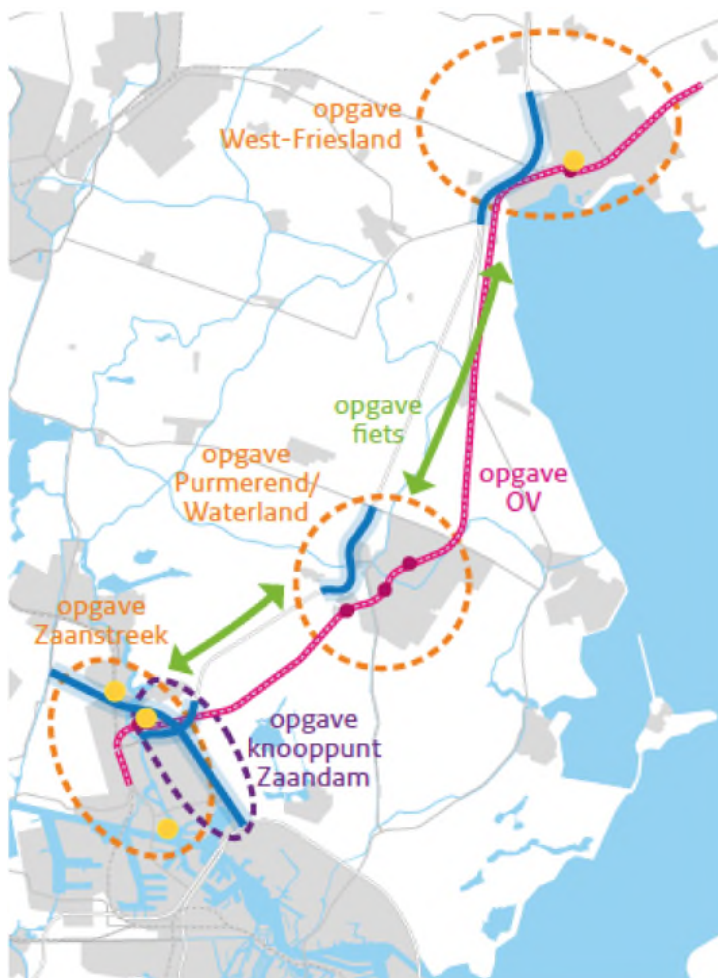 opgave
West-Friesland
opgave
fiets
opgave
OV
opgave
Purmerend/
Waterland
opgave
Zaanstreek
opgave
knooppunt
Zaandam